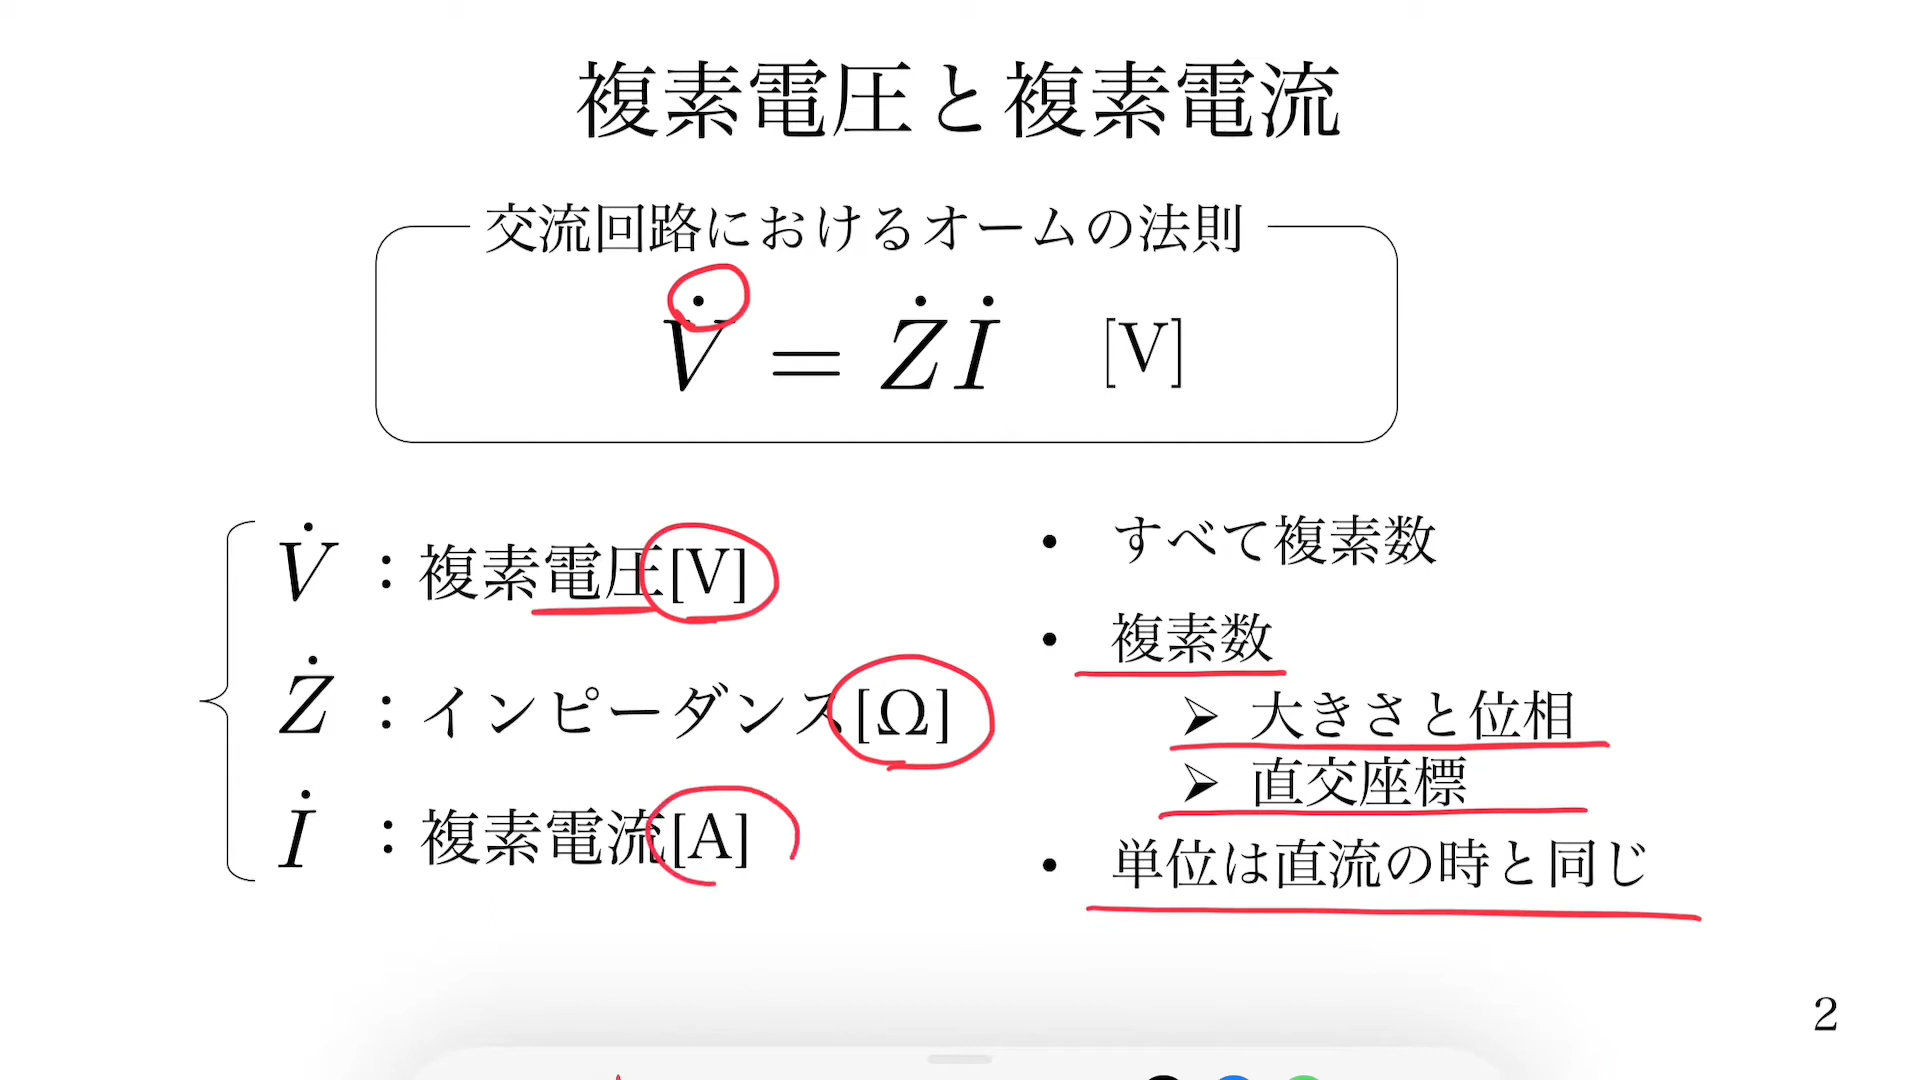 複素電圧と複素電流
交流回路におけるオームの法則
V̇ = Żİ [V]
V̇ ：複素電圧[V]
Ż ：インピーダンス[Ω]
İ ：複素電流[A]
• すべて複素数
• 複素数
➢ 大きさと位相
➢ 直交座標
• 単位は直流の時と同じ
2